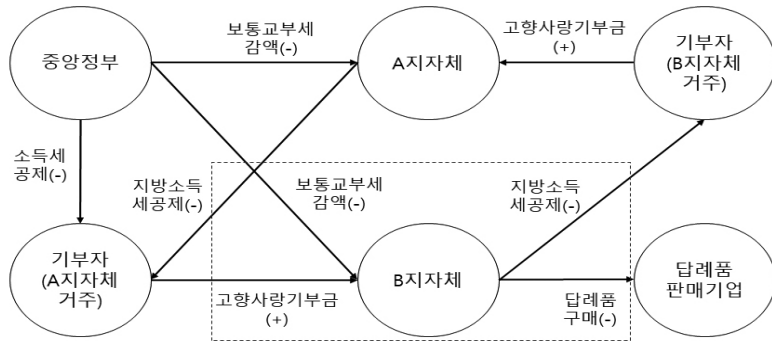 중앙정부
보통교부세
감액(-)
A지자체
고향사랑기부금
(+)
기부자
(B지자체
거주)
소득세
공제(-)
지방소득
세공제(-)
보통교부세
감액(-)
지방소득
세공제(-)
기부자
(A지자체
거주)
고향사랑기부금
(+)
B지자체
답례품
구매(-)
답례품
판매기업